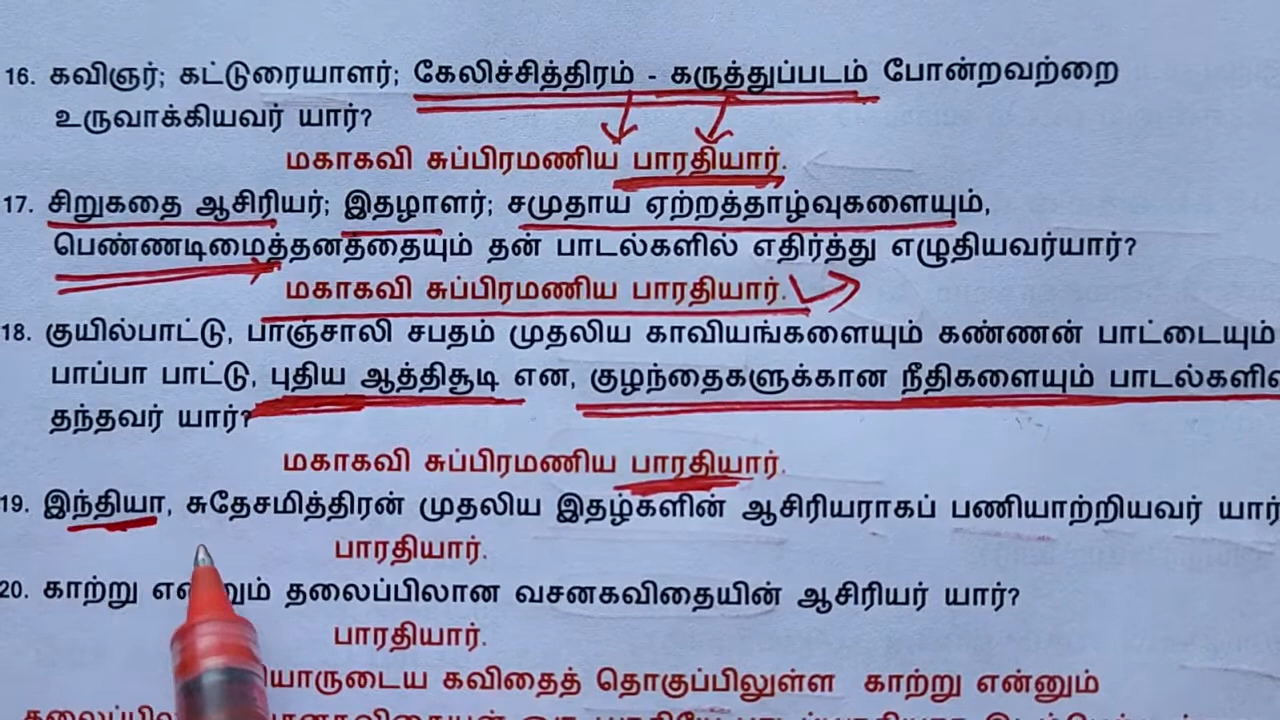 16. கவிஞர்; கட்டுரையாளர்; கேலிச்சித்திரம் - கருத்துப்படம் போன்றவற்றை
உருவாக்கியவர் யார்?
மகாகவி சுப்பிரமணிய பாரதியார்.
17. சிறுகதை ஆசிரியர்; இதழாளர்; சமுதாய ஏற்றத்தாழ்வுகளையும்,
பெண்ணடிமைத்தனத்தையும் தன் பாடல்களில் எதிர்த்து எழுதியவர்யார்?
மகாகவி சுப்பிரமணிய பாரதியார்.
18. குயில்பாட்டு, பாஞ்சாலி சபதம் முதலிய காவியங்களையும் கண்ணன் பாட்டையும்
பாப்பா பாட்டு, புதிய ஆத்திசூடி என, குழந்தைகளுக்கான நீதிகளையும்
தந்தவர் யார்?
மகாகவி சுப்பிரமணிய பாரதியார்.
19. இந்தியா, சுதேசமித்திரன் முதலிய இதழ்களின் ஆசிரியராகப் பணியாற்றியவர் யார்
பாரதியார்.
20. காற்று தலைப்பிலான வசனகவிதையின் ஆசிரியர் யார்?
பாரதியார்.
கவிதைத் தொகுப்பிலுள்ள காற்று என்னும்